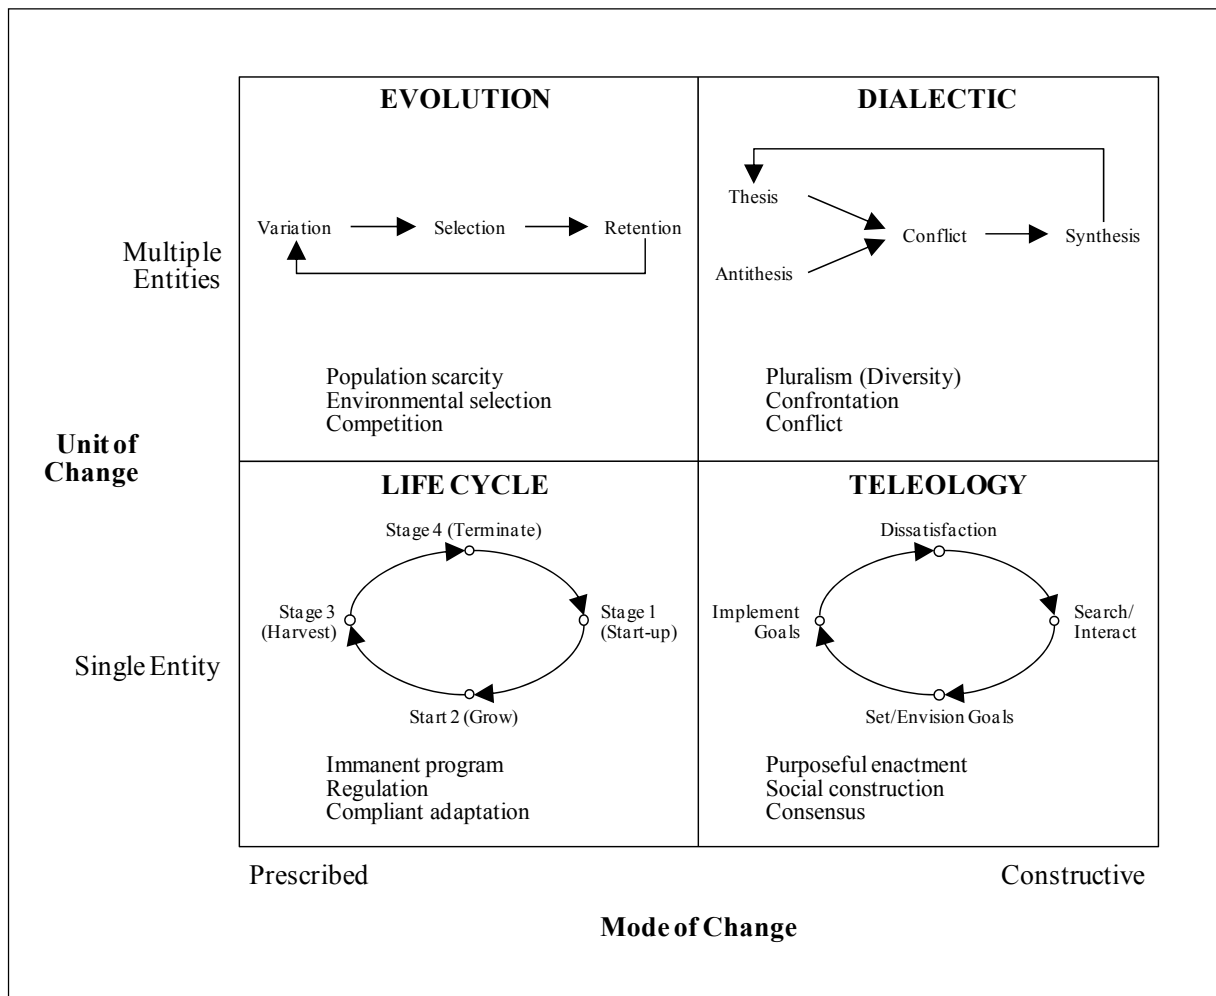 EVOLUTION
Variation
Selection
Retention
Population scarcity
Environmental selection
Competition
DIALECTIC
Thesis
Antithesis
Conflict
Synthesis
Pluralism (Diversity)
Confrontation
Conflict
Multiple
Entities
Unit of
Change
Single Entity
LIFE CYCLE
Stage 4 (Terminate)
Stage 3
(Harvest)
Stage 1
(Start-up)
Start 2 (Grow)
Immanent program
Regulation
Compliant adaptation
TELEOLOGY
Dissatisfaction
Implement
Goals
Search/
Interact
Set/Envision Goals
Purposeful enactment
Social construction
Consensus
Prescribed
Constructive
Mode of Change